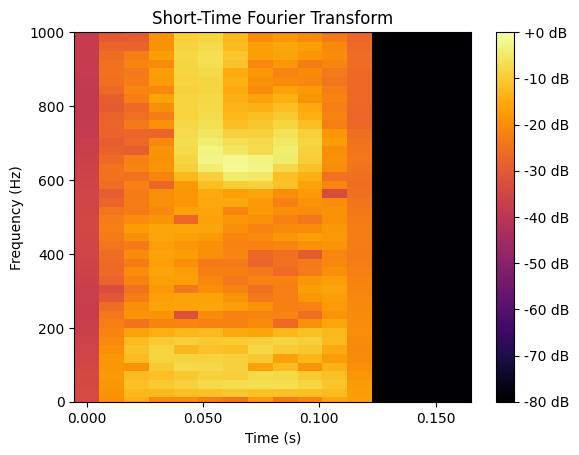 Short-Time Fourier Transform
1000
800
600
400
200
0
Frequency (Hz)
0.000
0.050
0.100
0.150
Time (s)
+0 dB
-10 dB
-20 dB
-30 dB
-40 dB
-50 dB
-60 dB
-70 dB
-80 dB